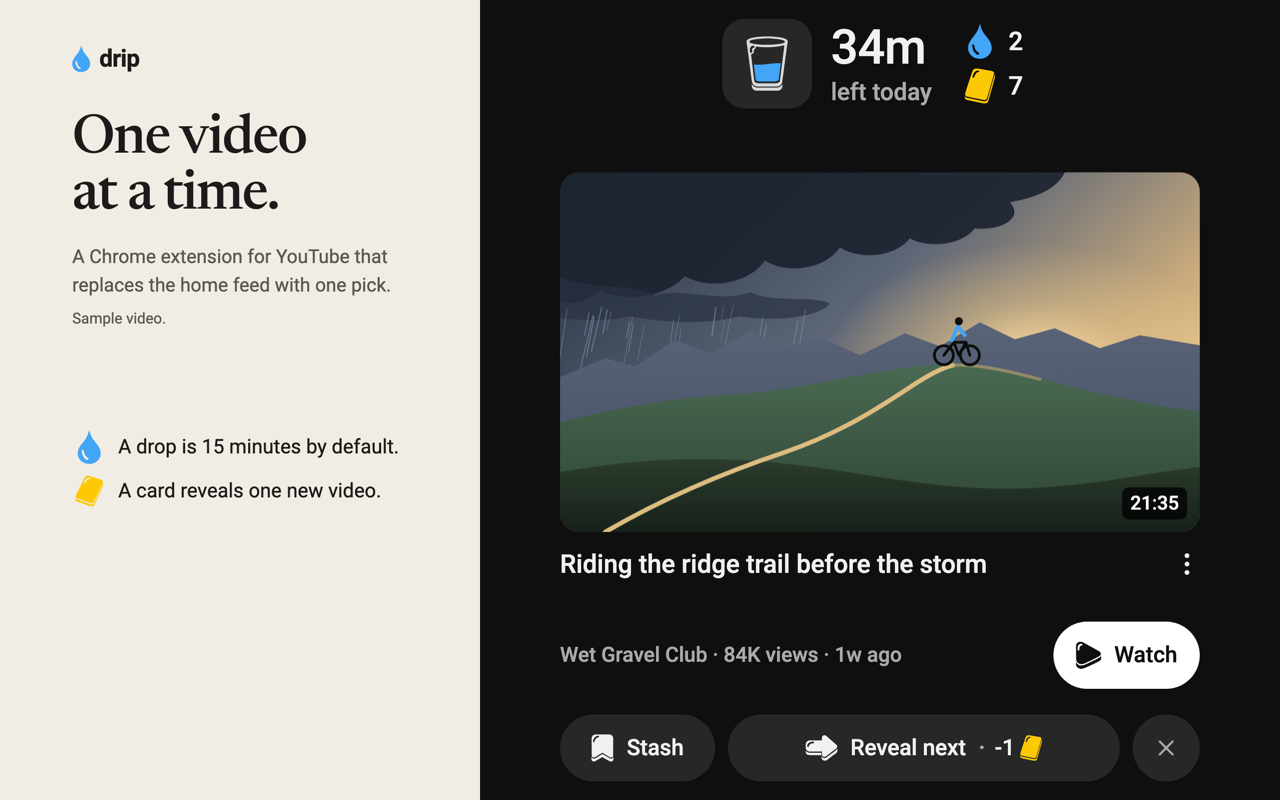 drip
One video
at a time.
A Chrome extension for YouTube that
replaces the home feed with one pick.
Sample video.
A drop is 15 minutes by default.
A card reveals one new video.
34m
left today
2
7
21:35
Riding the ridge trail before the storm
Wet Gravel Club · 84K views · 1w ago
Watch
Stash
Reveal next · -1